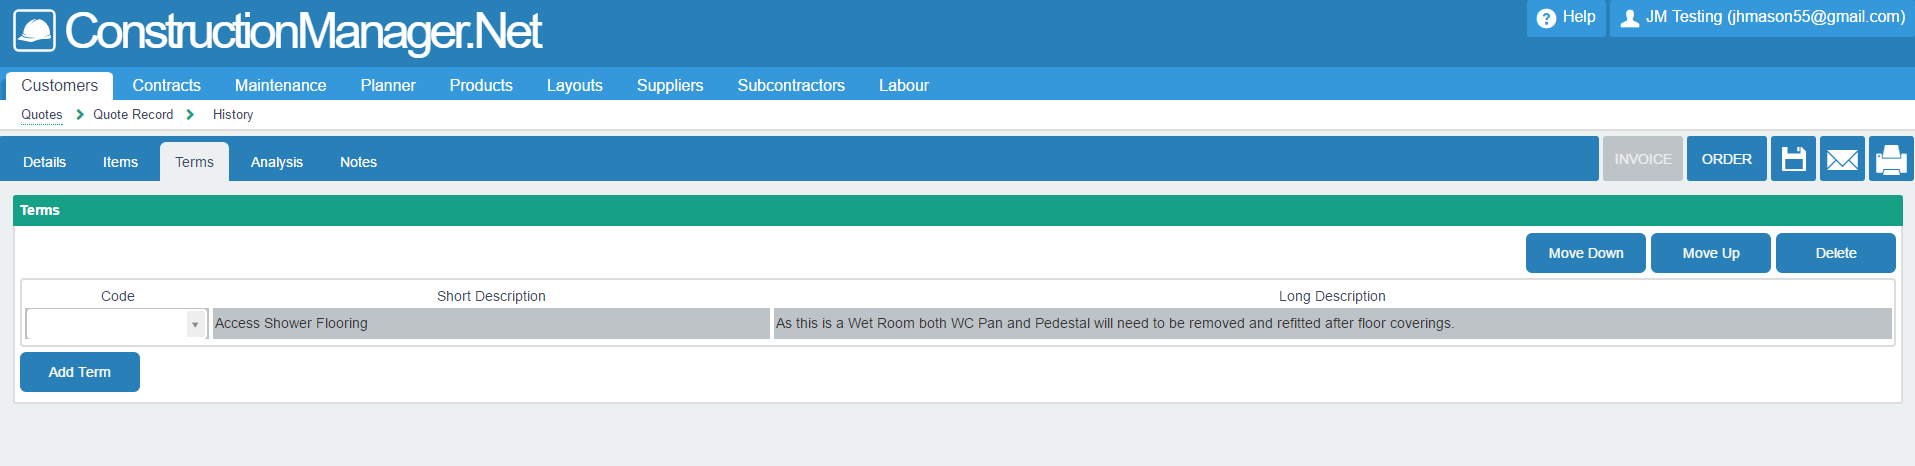 ConstructionManager.Net
Help
JM Testing (jhmason55@gmail.com)
Customers Contracts Maintenance Planner Products Layouts Suppliers Subcontractors Labour
Quotes Quote Record History
Details Items Terms Analysis Notes
INVOICE ORDER
Terms
Move Down Move Up Delete
Code Short Description Long Description
Access Shower Flooring As this is a Wet Room both WC Pan and Pedestal will need to be removed and refitted after floor coverings.
Add Term